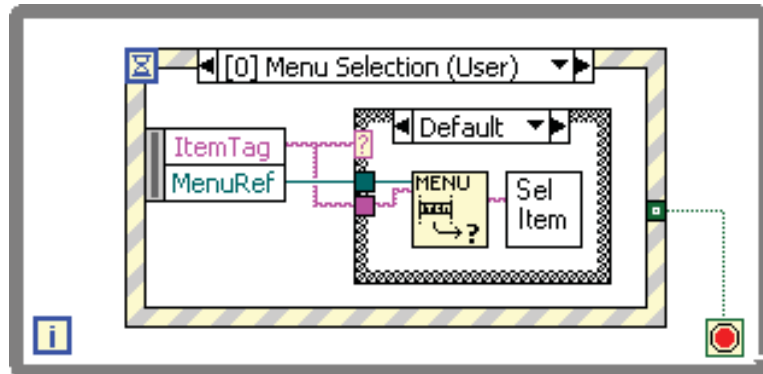 [0] Menu Selection (User)
Default
ItemTag
?
MenuRef
MENU
ITEM
?
Sel
Item
i